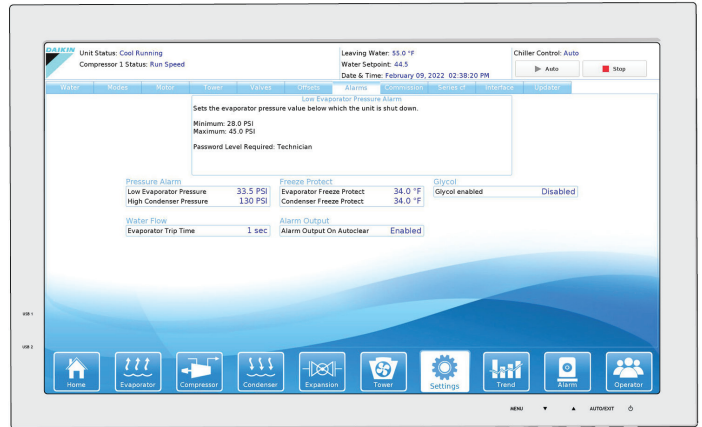 DAIKIN
Unit Status: Cool Running
Compressor 1 Status: Run Speed
Leaving Water: 55.0 °F
Water Setpoint: 44.5
Date & Time: February 09, 2022 02:38:20 PM
Chiller Control: Auto
Auto
Stop
Water Modes Motor Tower Valves Offsets Alarms Commission Series cf Interface Updater
Low Evaporator Pressure Alarm
Sets the evaporator pressure value below which the unit is shut down.
Minimum: 28.0 PSI
Maximum: 45.0 PSI
Password Level Required: Technician
Pressure Alarm
Low Evaporator Pressure 33.5 PSI
High Condenser Pressure 130 PSI
Freeze Protect
Evaporator Freeze Protect 34.0 °F
Condenser Freeze Protect 34.0 °F
Glycol
Glycol enabled Disabled
Water Flow
Evaporator Trip Time 1 sec
Alarm Output
Alarm Output On Autoclear Enabled
USB 1
USB 2
Home Evaporator Compressor Condenser Expansion Tower Settings Trend Alarm Operator
MENU ▼ ▲ AUTO/EXIT